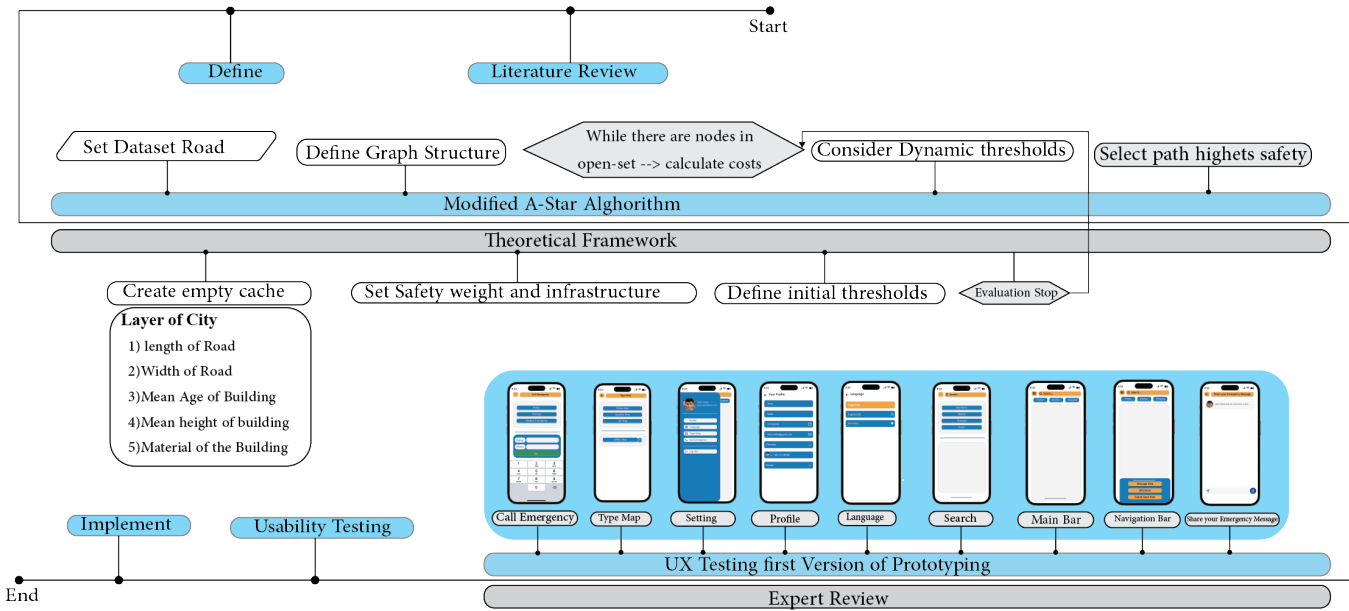 Start
Define
Literature Review
Set Dataset Road
Define Graph Structure
While there are nodes in
open-set --> calculate costs
Consider Dynamic thresholds
Select path highets safety
Modified A-Star Alghorithm
Theoretical Framework
Create empty cache
Set Safety weight and infrastructure
Define initial thresholds
Evaluation Stop
Layer of City
1) length of Road
2)Width of Road
3)Mean Age of Building
4)Mean height of building
5)Material of the Building
Call Emergency
Type Map
Setting
Profile
Language
Search
Main Bar
Navigation Bar
Share your Emergency Message
Implement
Usability Testing
UX Testing first Version of Prototyping
End
Expert Review